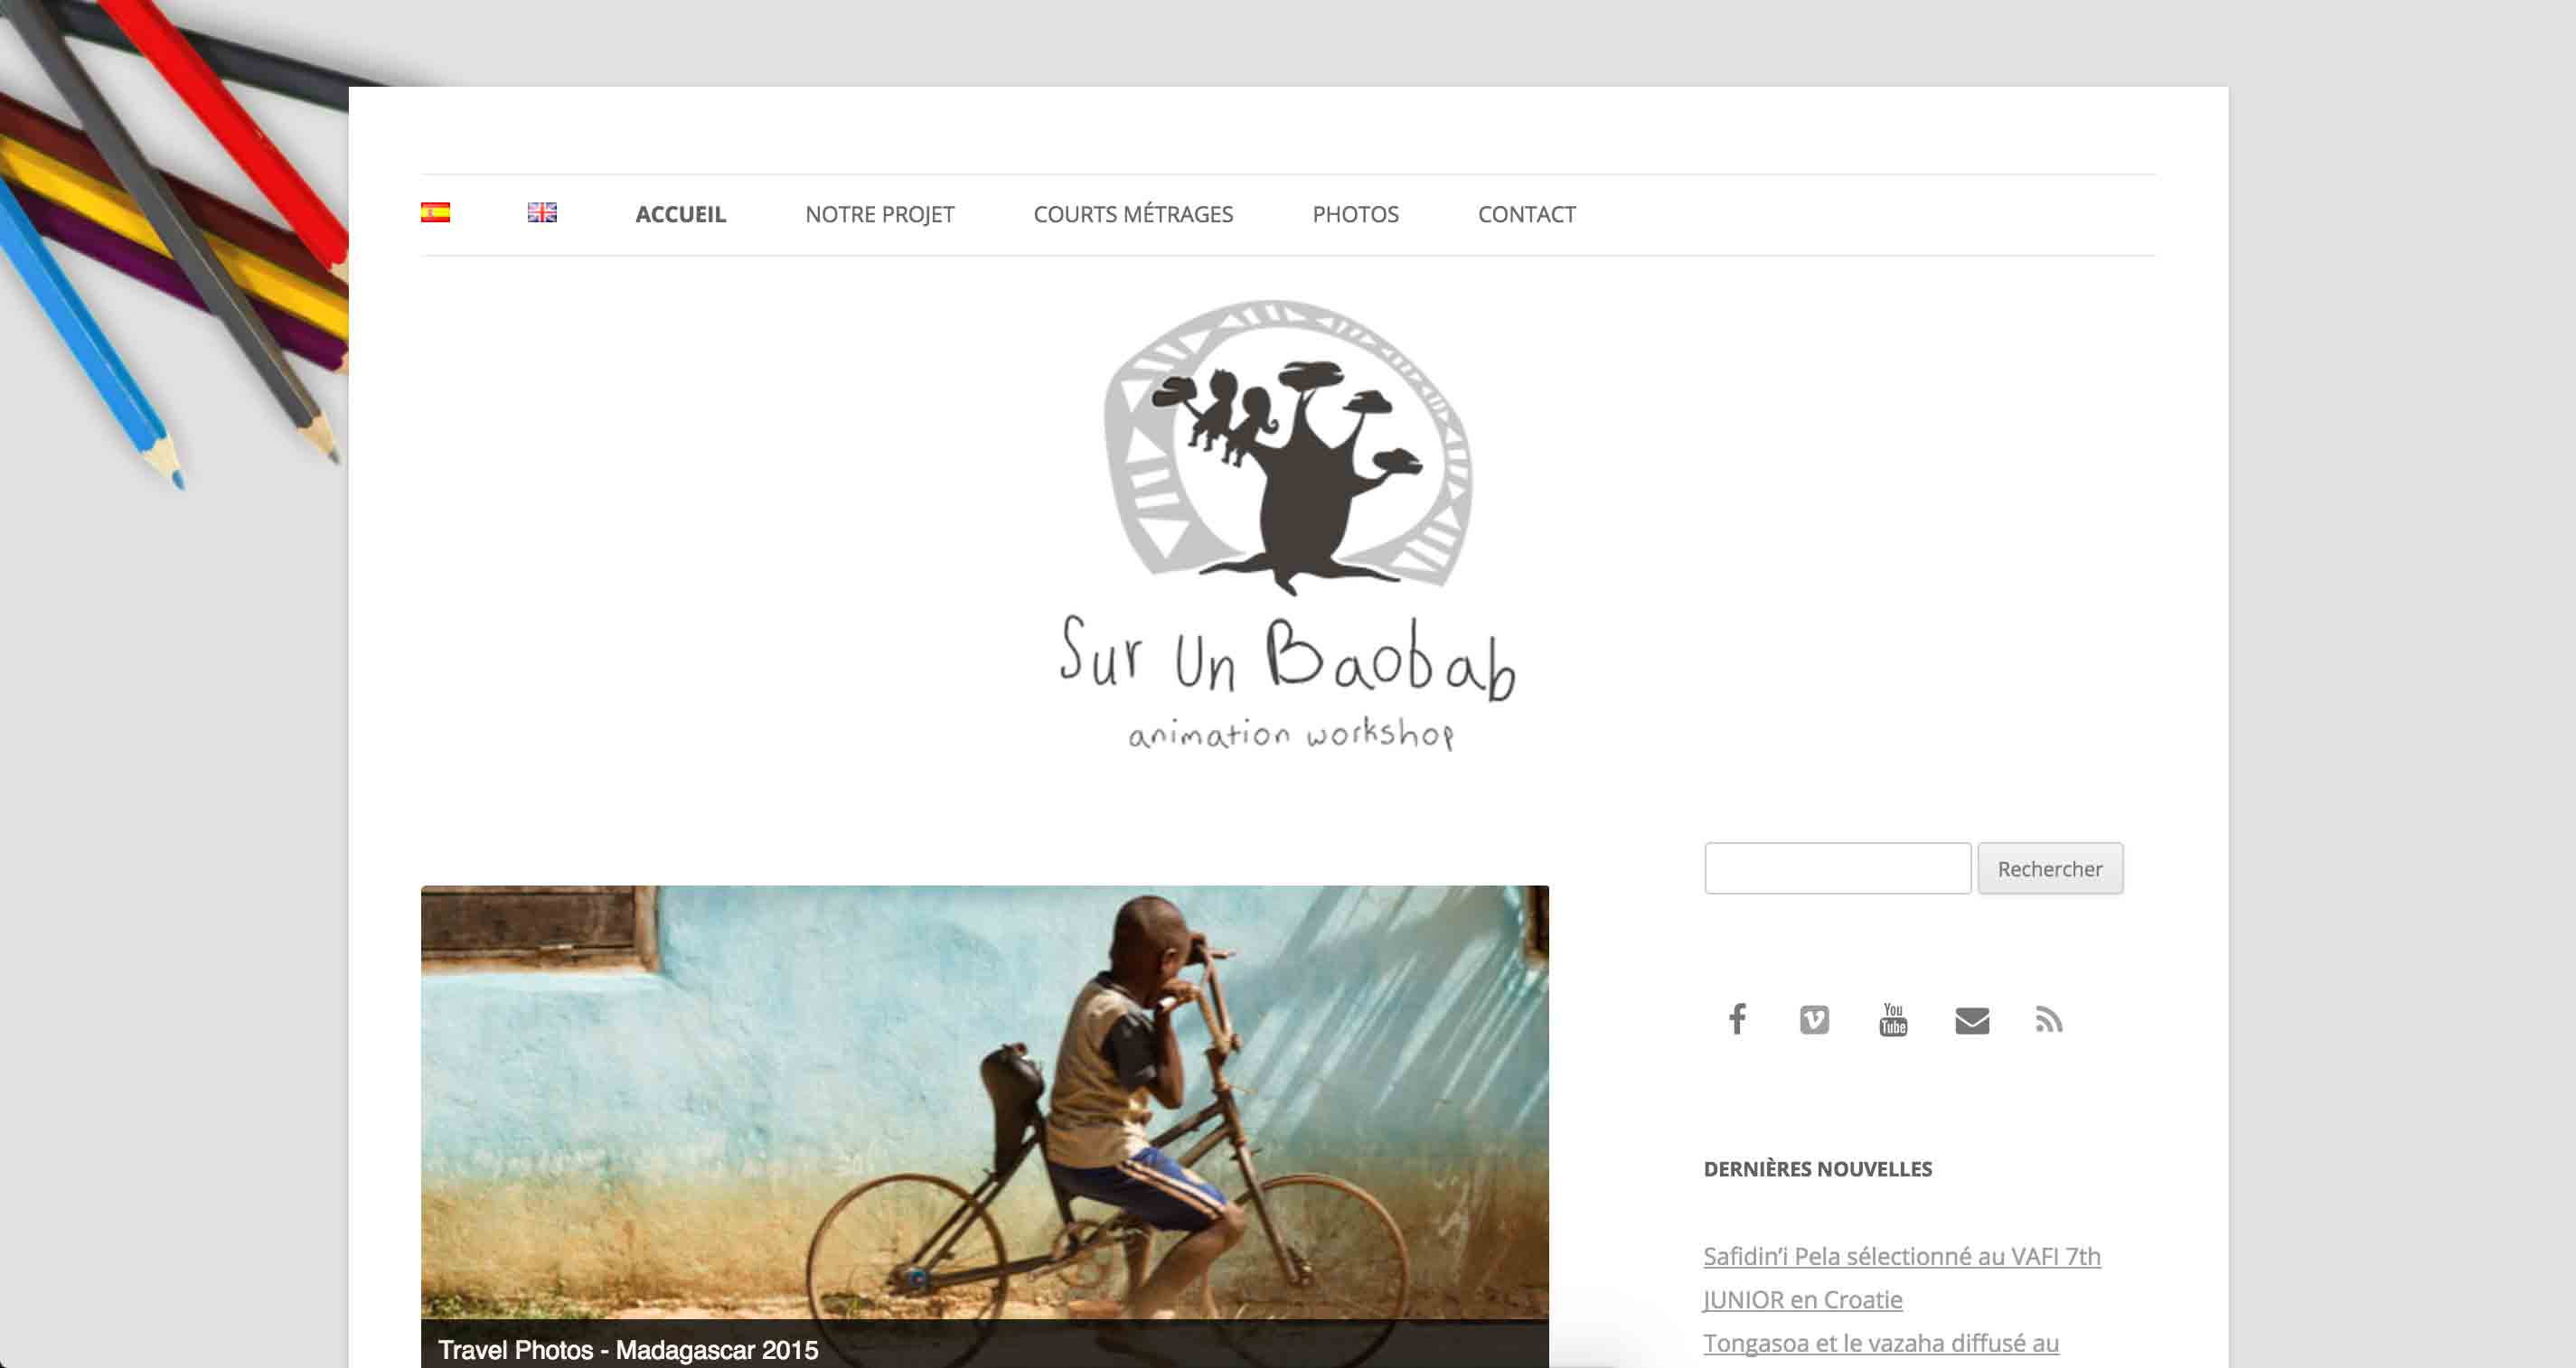 ACCUEIL NOTRE PROJET COURTS MÉTRAGES PHOTOS CONTACT
Sur Un Baobab
animation workshop
Rechercher
You
Tube
DERNIÈRES NOUVELLES
Safidin’i Pela sélectionné au VAFI 7th
JUNIOR en Croatie
Tongasoa et le vazaha diffusé au
Travel Photos - Madagascar 2015